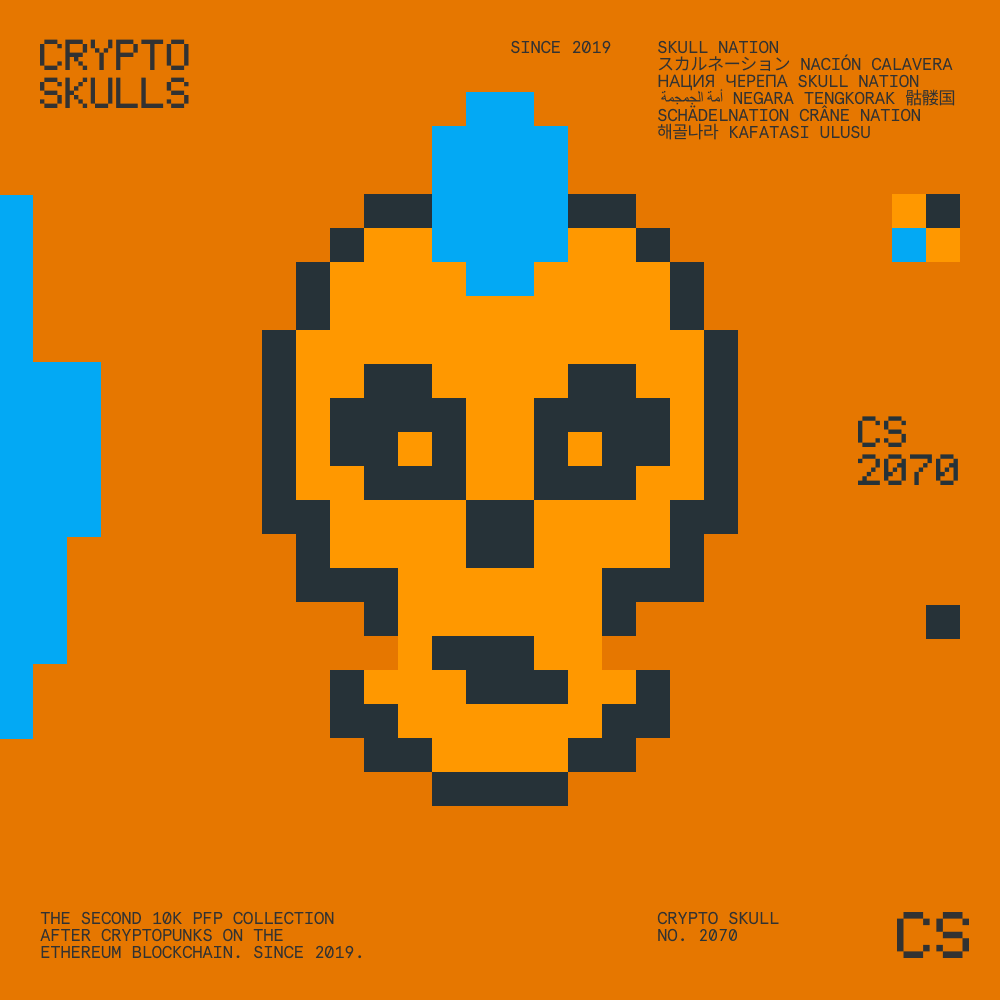 CRYPTO
SKULLS
SINCE 2019
SKULL NATION
スカルネーション NACIÓN CALAVERA
НАЦИЯ ЧЕРЕПА SKULL NATION
أمة الجمجمة NEGARA TENGKORAK 骷髅国
SCHÄDELNATION CRÂNE NATION
해골나라 KAFATASI ULUSU
CS
2070
THE SECOND 10K PFP COLLECTION
AFTER CRYPTOPUNKS ON THE
ETHEREUM BLOCKCHAIN. SINCE 2019.
CRYPTO SKULL
NO. 2070
CS